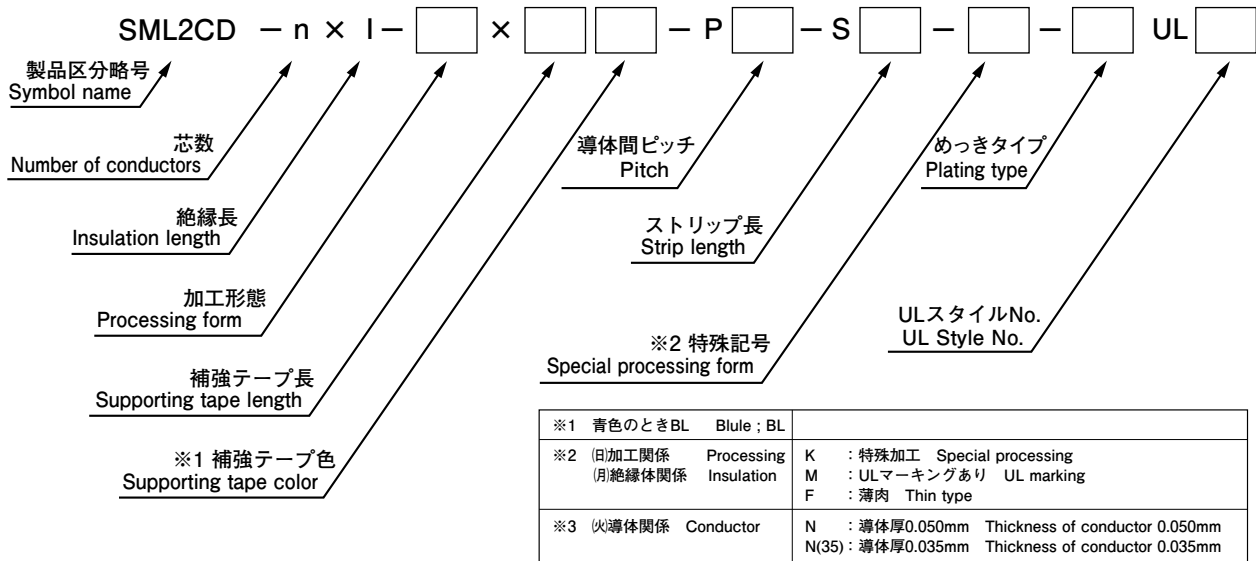 SML2CD － n × l－ × － P －S － － UL
製品区分略号
Symbol name
芯数
Number of conductors
絶縁長
Insulation length
加工形態
Processing form
補強テープ長
Supporting tape length
※1 補強テープ色
Supporting tape color
導体間ピッチ
Pitch
ストリップ長
Strip length
※2 特殊記号
Special processing form
めっきタイプ
Plating type
ULスタイルNo.
UL Style No.
※1 青色のときBL Blule ; BL
※2 ㈰加工関係 Processing
㈪絶縁体関係 Insulation
K ：特殊加工 Special processing
M ：ULマーキングあり UL marking
F ：薄肉 Thin type
※3 ㈫導体関係 Conductor
N ：導体厚0.050mm Thickness of conductor 0.050mm
N(35)：導体厚0.035mm Thickness of conductor 0.035mm